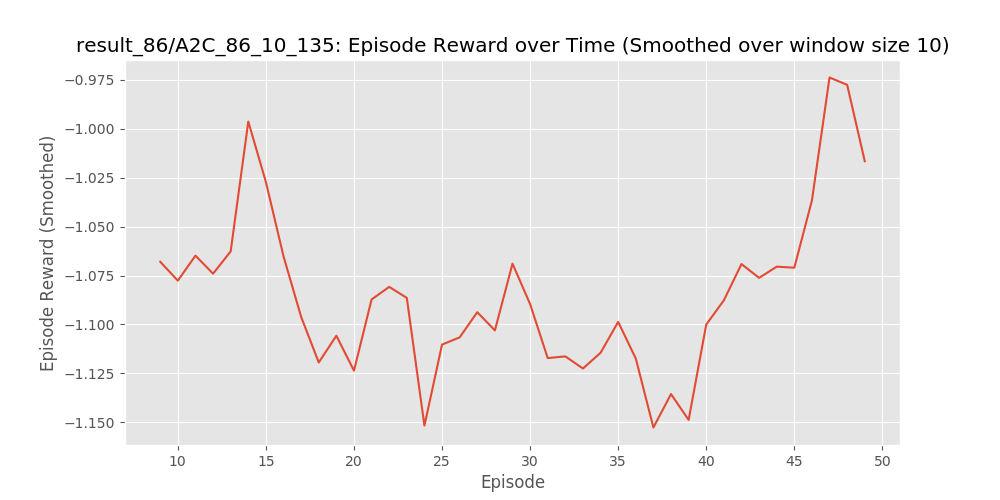 result_86/A2C_86_10_135: Episode Reward over Time (Smoothed over window size 10)
Episode Reward (Smoothed)
−0.975
−1.000
−1.025
−1.050
−1.075
−1.100
−1.125
−1.150
10 15 20 25 30 35 40 45 50
Episode